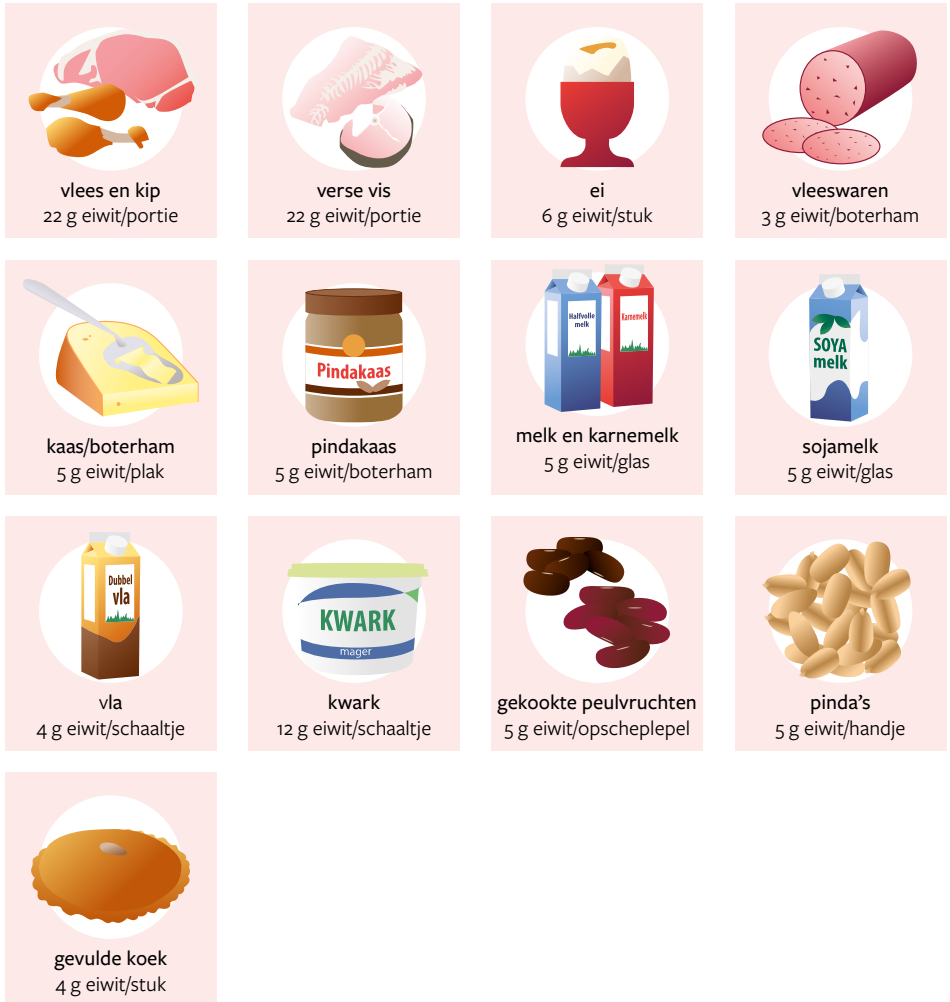 vlees en kip
22 g eiwit/portie
verse vis
22 g eiwit/portie
ei
6 g eiwit/stuk
vleeswaren
3 g eiwit/boterham
kaas/boterham
5 g eiwit/plak
Pindakaas
pindakaas
5 g eiwit/boterham
Halfvolle
melk
Karnemelk
melk en karnemelk
5 g eiwit/glas
SOYA
melk
sojamelk
5 g eiwit/glas
Dubbel
vla
vla
4 g eiwit/schaaltje
KWARK
mager
kwark
12 g eiwit/schaaltje
gekookte peulvruchten
5 g eiwit/opscheplepel
pinda's
5 g eiwit/handje
gevulde koek
4 g eiwit/stuk